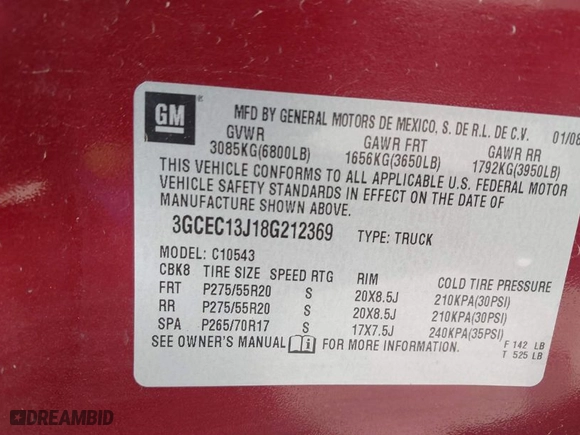 GM ®
MFD BY GENERAL MOTORS DE MEXICO, S. DE R.L. DE C.V. 01/08
GVWR GAWR FRT GAWR RR
3085KG(6800LB) 1656KG(3650LB) 1792KG(3950LB)
THIS VEHICLE CONFORMS TO ALL APPLICABLE U.S. FEDERAL MOTOR
VEHICLE SAFETY STANDARDS IN EFFECT ON THE DATE OF
MANUFACTURE SHOWN ABOVE.
3GCEC13J18G212369 TYPE: TRUCK
MODEL: C10543
CBK8 TIRE SIZE SPEED RTG RIM COLD TIRE PRESSURE
FRT P275/55R20 S 20X8.5J 210KPA(30PSI)
RR P275/55R20 S 20X8.5J 210KPA(30PSI)
SPA P265/70R17 S 17X7.5J 240KPA(35PSI)
SEE OWNER'S MANUAL i FOR MORE INFORMATION. F 142 LB
T 525 LB
DREAMBID